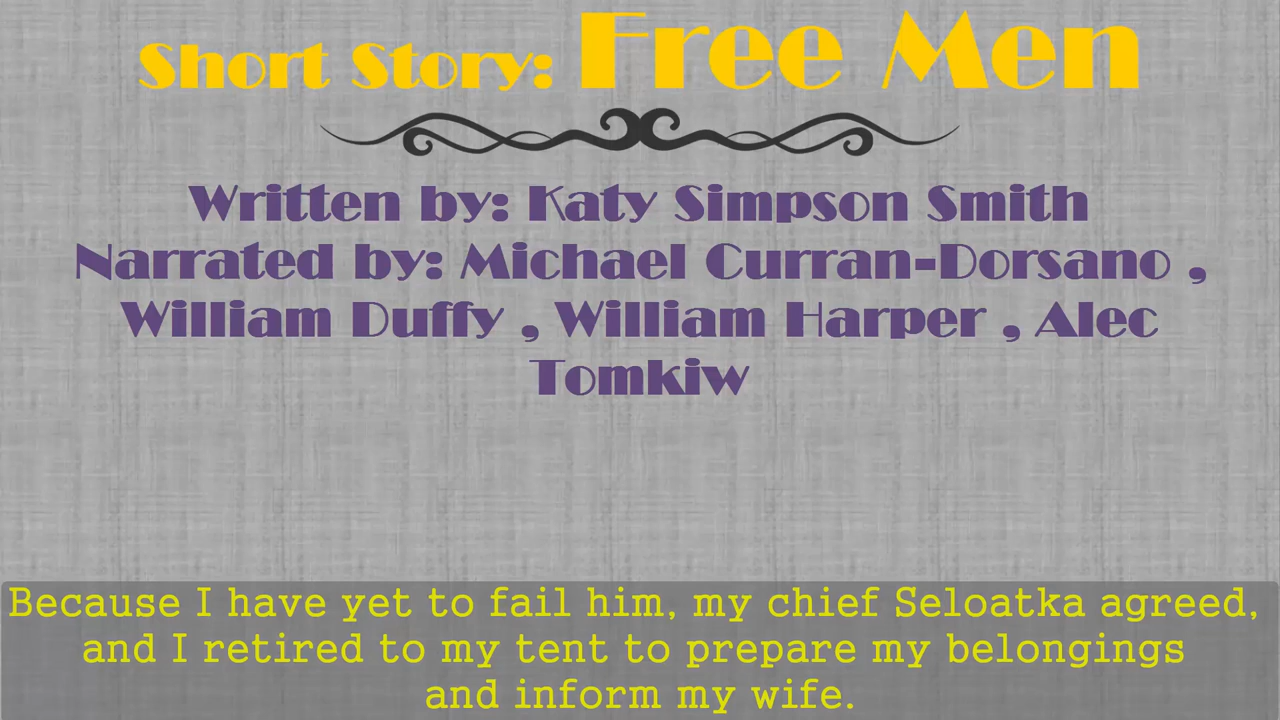 Short Story: Free Men
Written by: Katy Simpson Smith
Narrated by: Michael Curran-Dorsano ,
William Duffy , William Harper , Alec
Tomkiw
Because I have yet to fail him, my chief Seloatka agreed,
and I retired to my tent to prepare my belongings
and inform my wife.